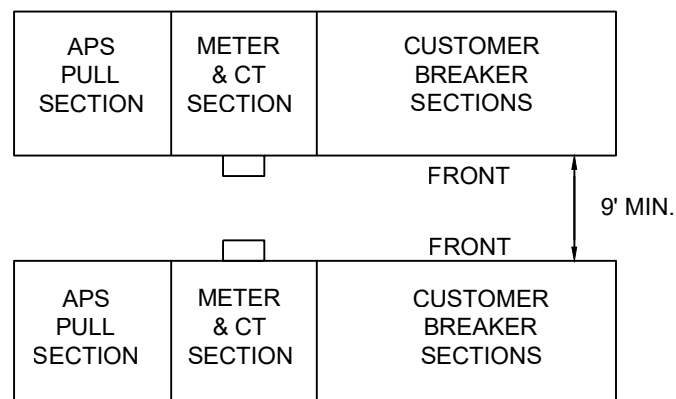 APS
PULL
SECTION
METER
& CT
SECTION
CUSTOMER
BREAKER
SECTIONS
FRONT
9' MIN.
FRONT
APS
PULL
SECTION
METER
& CT
SECTION
CUSTOMER
BREAKER
SECTIONS